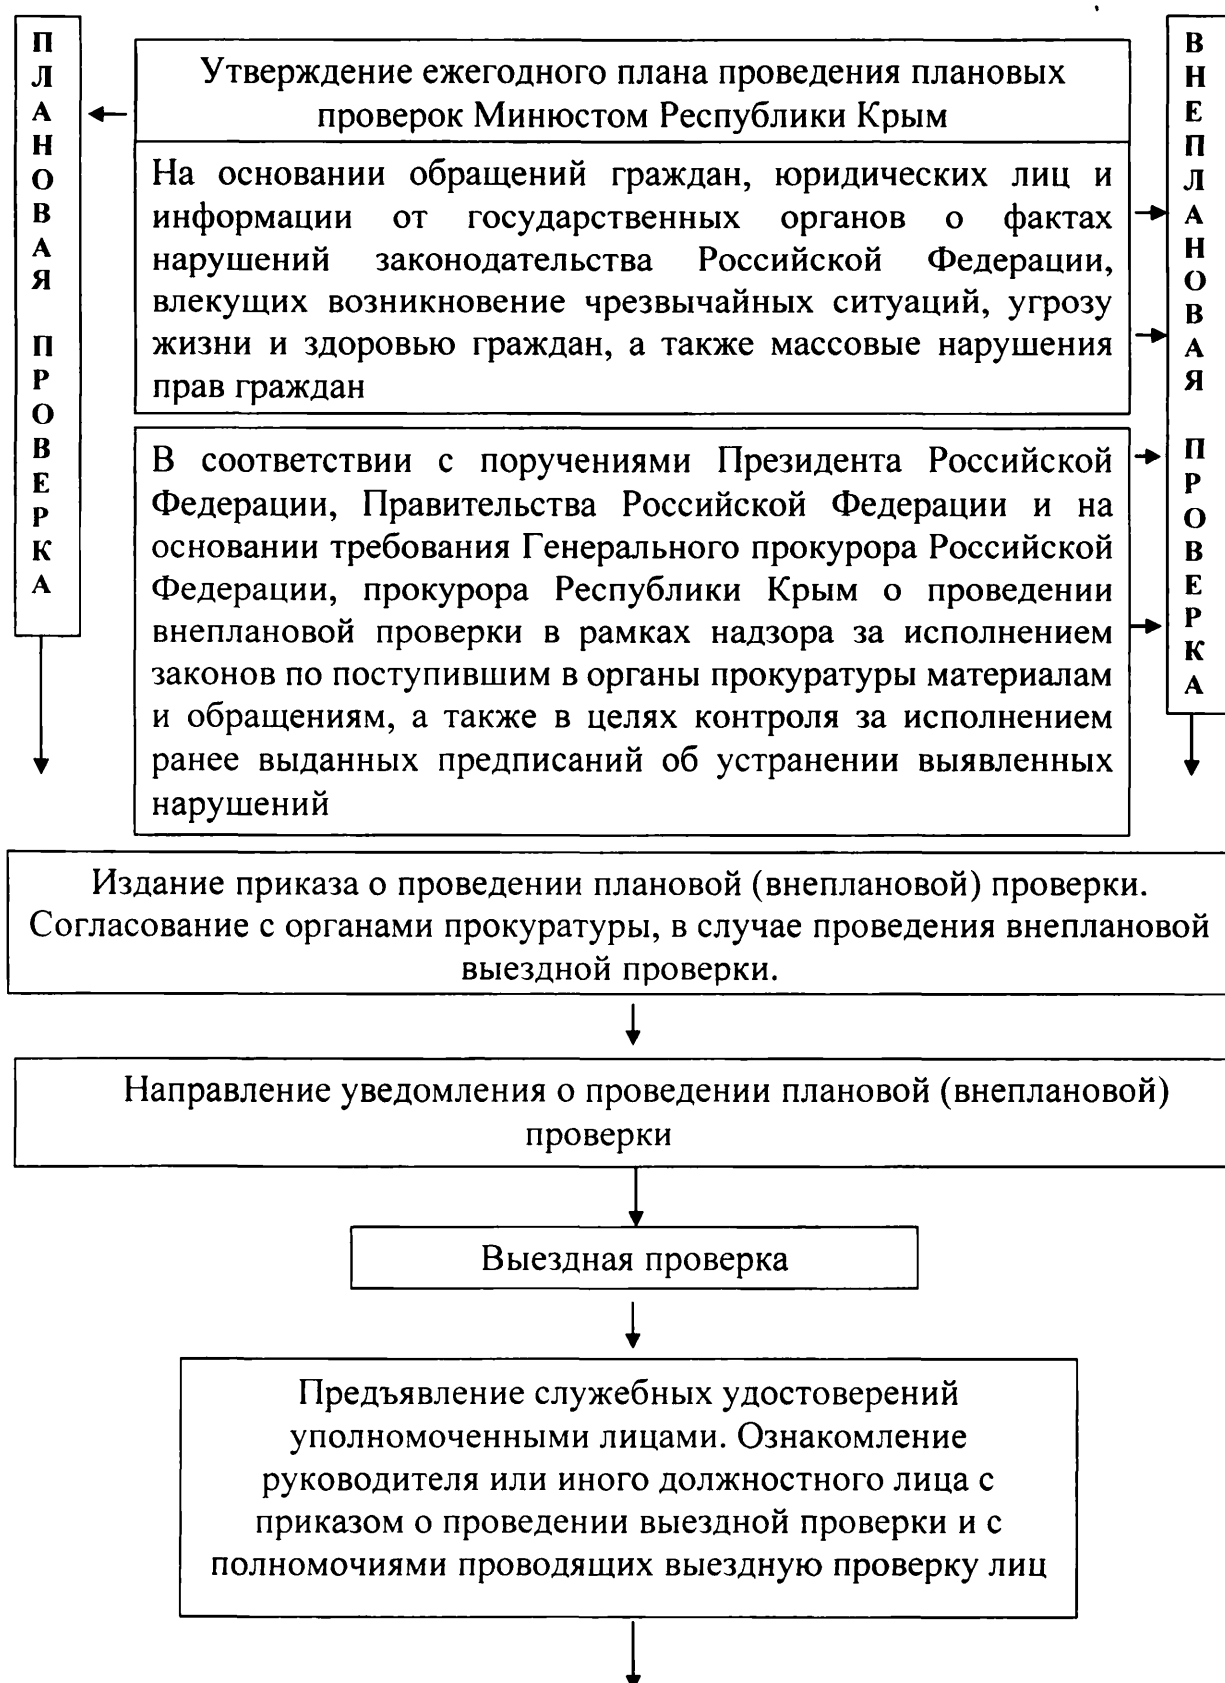 ПЛАНОВАЯ ПРОВЕРКА
Утверждение ежегодного плана проведения плановых
проверок Минюстом Республики Крым
На основании обращений граждан, юридических лиц и
информации от государственных органов о фактах
нарушений законодательства Российской Федерации,
влекущих возникновение чрезвычайных ситуаций, угрозу
жизни и здоровью граждан, а также массовые нарушения
прав граждан
В соответствии с поручениями Президента Российской
Федерации, Правительства Российской Федерации и на
основании требования Генерального прокурора Российской
Федерации, прокурора Республики Крым о проведении
внеплановой проверки в рамках надзора за исполнением
законов по поступившим в органы прокуратуры материалам
и обращениям, а также в целях контроля за исполнением
ранее выданных предписаний об устранении выявленных
нарушений
ВНЕПЛАНОВАЯ ПРОВЕРКА
Издание приказа о проведении плановой (внеплановой) проверки.
Согласование с органами прокуратуры, в случае проведения внеплановой
выездной проверки.
Направление уведомления о проведении плановой (внеплановой)
проверки
Выездная проверка
Предъявление служебных удостоверений
уполномоченными лицами. Ознакомление
руководителя или иного должностного лица с
приказом о проведении выездной проверки и с
полномочиями проводящих выездную проверку лиц